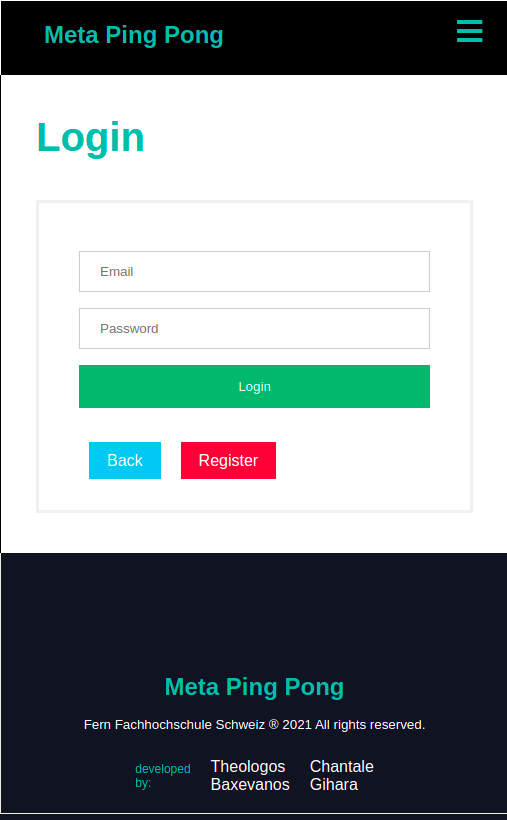 Meta Ping Pong
Login
Email
Password
Login
Back Register
Meta Ping Pong
Fern Fachhochschule Schweiz ® 2021 All rights reserved.
developed by:
Theologos Baxevanos
Chantale Gihara